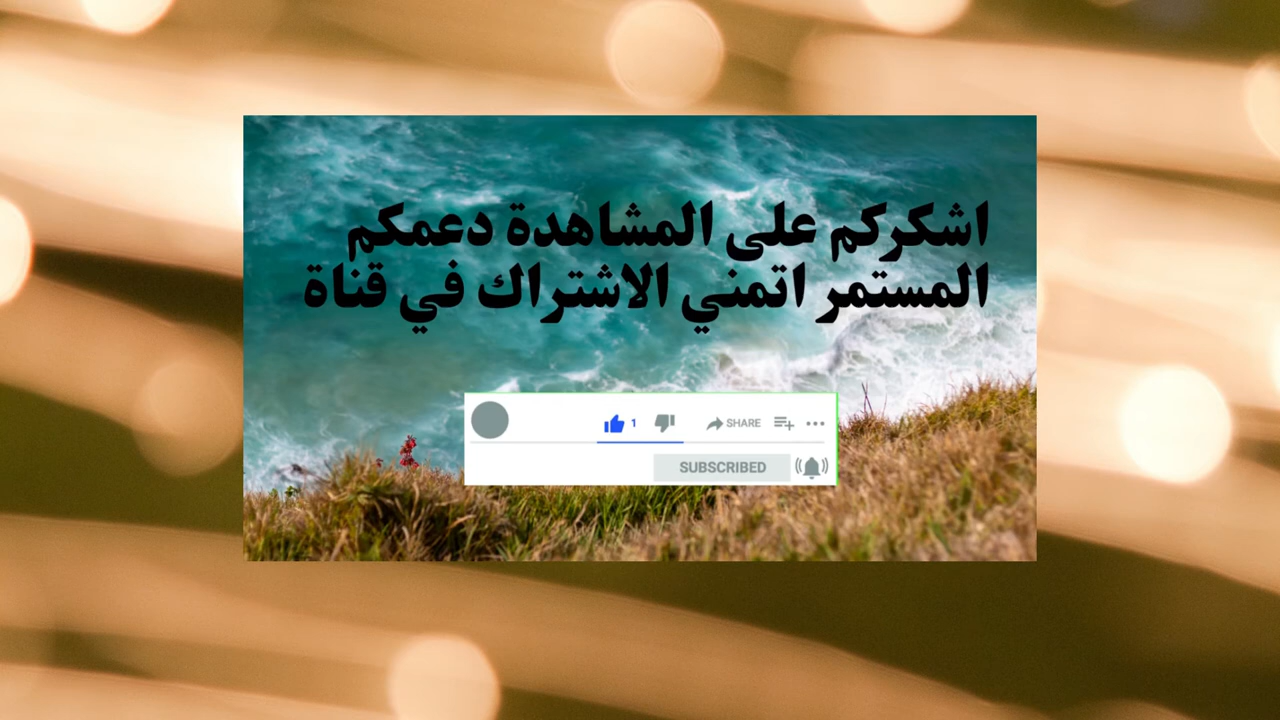 اشكركم على المشاهدة دعمكم
المستمر اتمني الاشتراك في قناة
1 SHARE
SUBSCRIBED